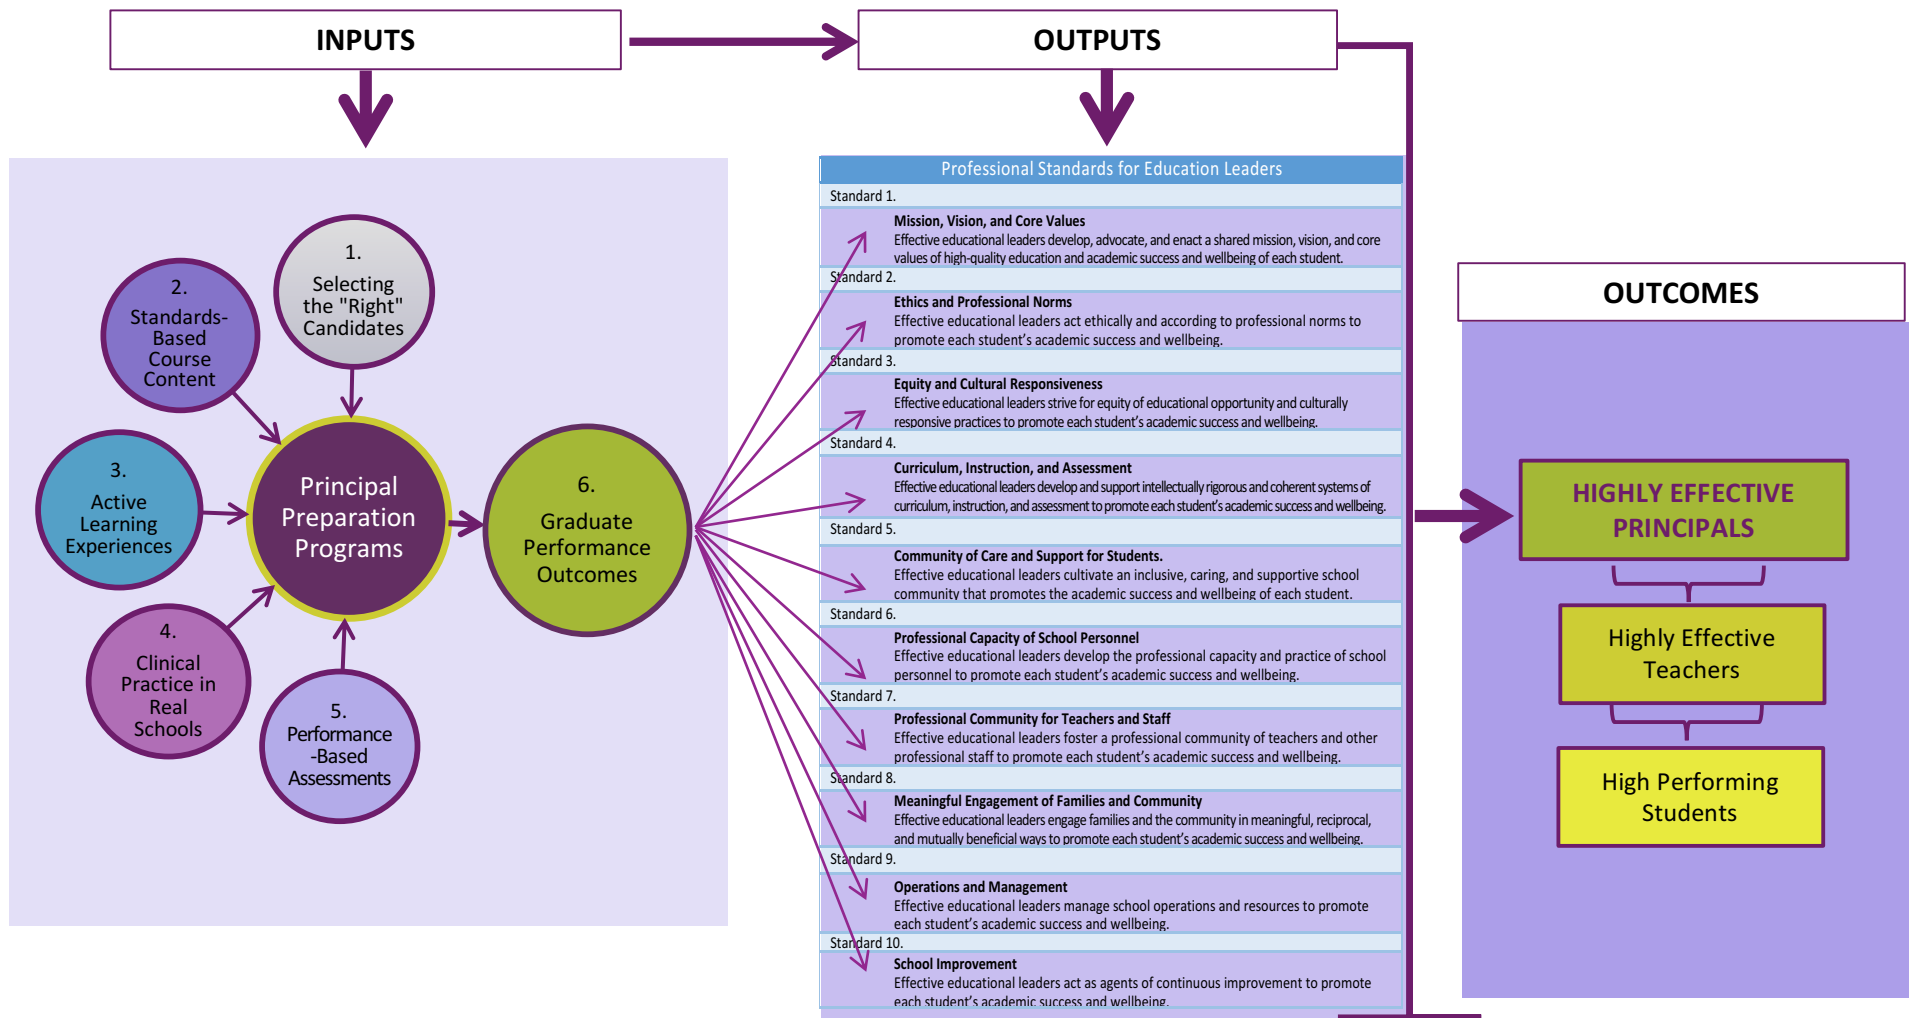 INPUTS
OUTPUTS
1.
Selecting
the "Right"
Candidates
2.
Standards-
Based
Course
Content
3.
Active
Learning
Experiences
4.
Clinical
Practice in
Real
Schools
5.
Performance
-Based
Assessments
Principal
Preparation
Programs
6.
Graduate
Performance
Outcomes
Professional Standards for Education Leaders
Standard 1.
Mission, Vision, and Core Values
Effective educational leaders develop, advocate, and enact a shared mission, vision, and core
values of high-quality education and academic success and wellbeing of each student.
Standard 2.
Ethics and Professional Norms
Effective educational leaders act ethically and according to professional norms to
promote each student's academic success and wellbeing.
Standard 3.
Equity and Cultural Responsiveness
Effective educational leaders strive for equity of educational opportunity and culturally
responsive practices to promote each student's academic success and wellbeing.
Standard 4.
Curriculum, Instruction, and Assessment
Effective educational leaders develop and support intellectually rigorous and coherent systems of
curriculum, instruction, and assessment to promote each student's academic success and wellbeing.
Standard 5.
Community of Care and Support for Students.
Effective educational leaders cultivate an inclusive, caring, and supportive school
community that promotes the academic success and wellbeing of each student.
Standard 6.
Professional Capacity of School Personnel
Effective educational leaders develop the professional capacity and practice of school
personnel to promote each student's academic success and wellbeing.
Standard 7.
Professional Community for Teachers and Staff
Effective educational leaders foster a professional community of teachers and other
professional staff to promote each student's academic success and wellbeing.
Standard 8.
Meaningful Engagement of Families and Community
Effective educational leaders engage families and the community in meaningful, reciprocal,
and mutually beneficial ways to promote each student's academic success and wellbeing.
Standard 9.
Operations and Management
Effective educational leaders manage school operations and resources to promote
each student's academic success and wellbeing.
Standard 10.
School Improvement
Effective educational leaders act as agents of continuous improvement to promote
each student's academic success and wellbeing.
OUTCOMES
HIGHLY EFFECTIVE
PRINCIPALS
Highly Effective
Teachers
High Performing
Students